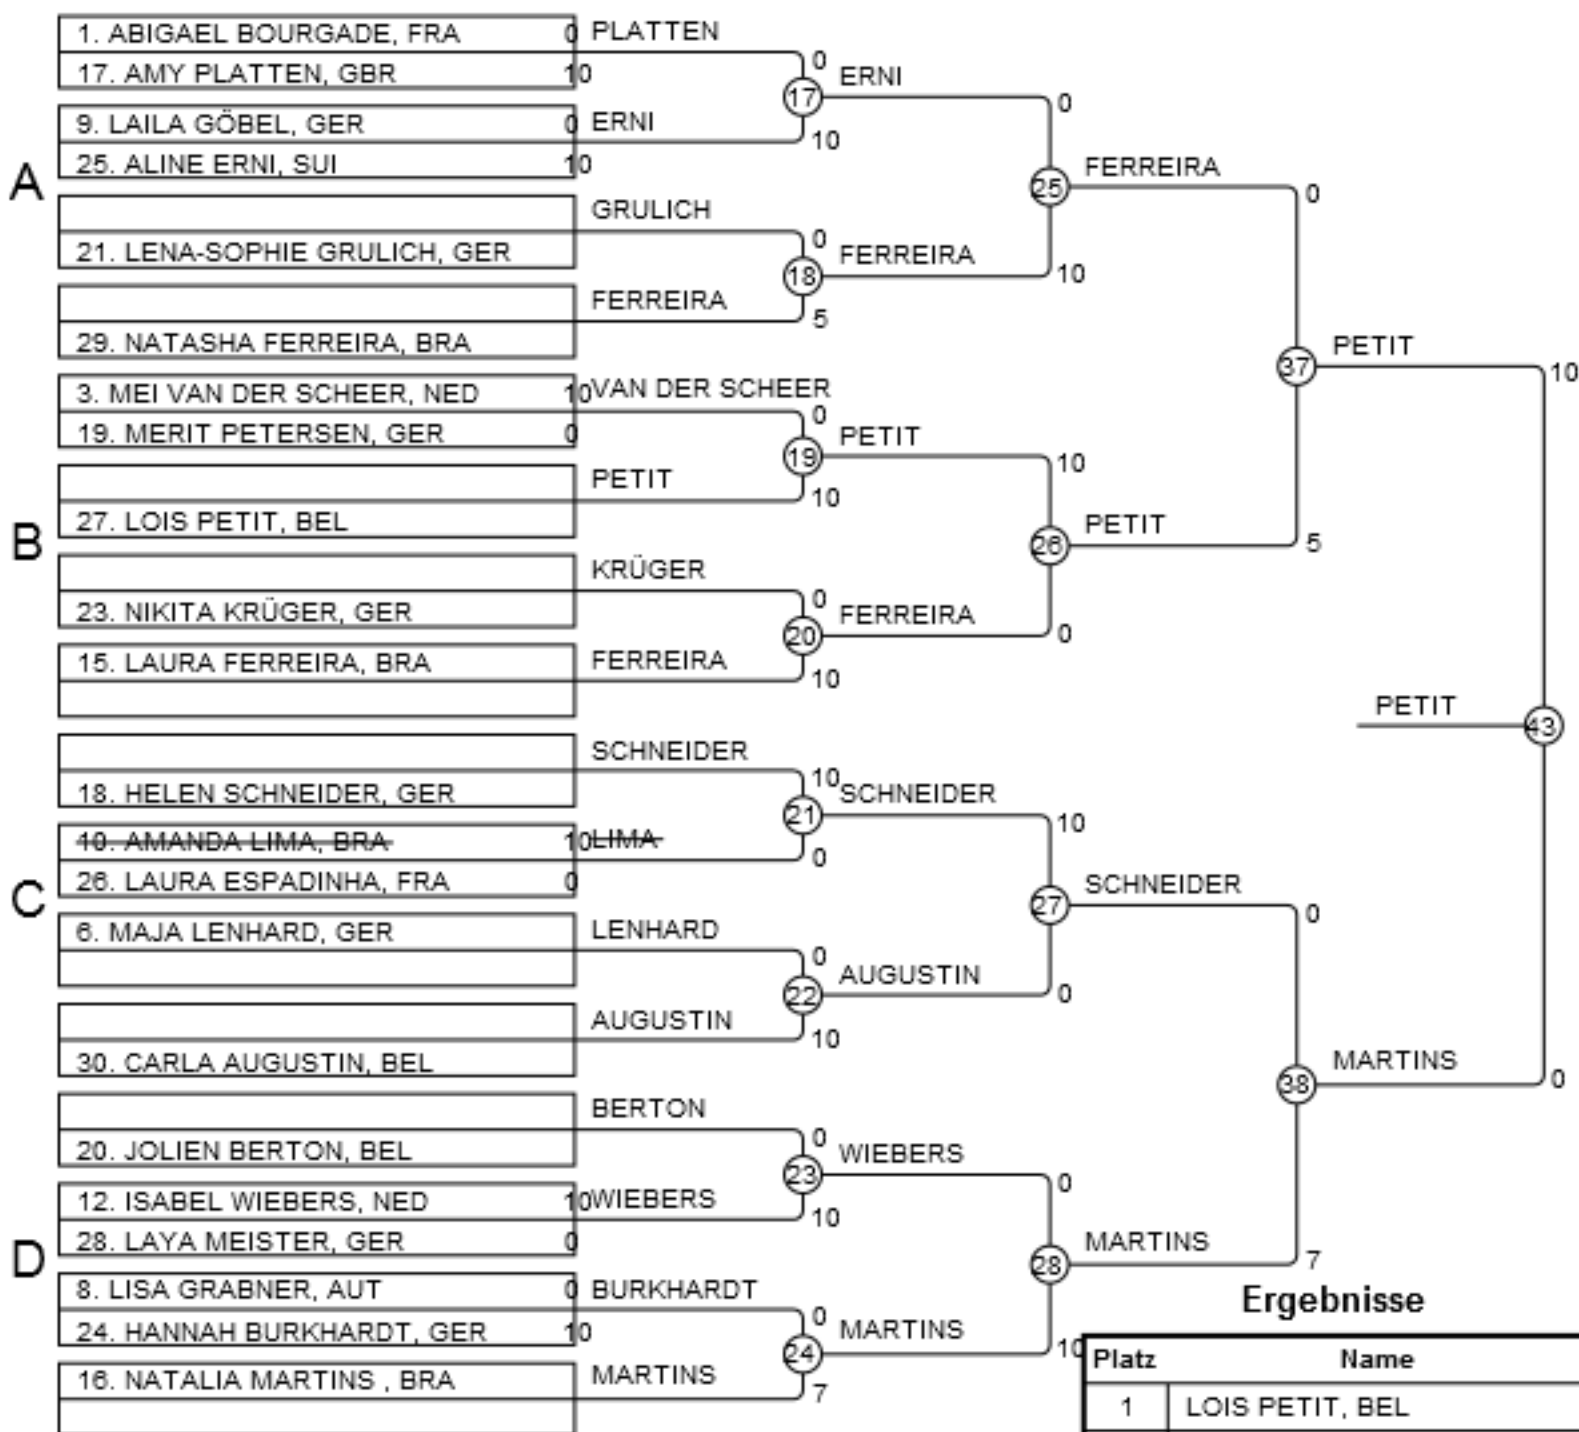 1. ABIGAEL BOURGADE, FRA 0 PLATTEN
0
17. AMY PLATTEN, GBR 10
17 ERNI
0
9. LAILA GÖBEL, GER 0 ERNI
10
25. ALINE ERNI, SUI 10
A
25 FERREIRA
0
GRULICH
0
21. LENA-SOPHIE GRULICH, GER
18 FERREIRA
10
FERREIRA
5
29. NATASHA FERREIRA, BRA
37 PETIT
10
3. MEI VAN DER SCHEER, NED 10 VAN DER SCHEER
0
19. MERIT PETERSEN, GER 0
19 PETIT
10
PETIT
10
27. LOIS PETIT, BEL
B
26 PETIT
5
KRÜGER
0
23. NIKITA KRÜGER, GER
20 FERREIRA
0
15. LAURA FERREIRA, BRA FERREIRA
10
PETIT 43
SCHNEIDER
10
18. HELEN SCHNEIDER, GER
21 SCHNEIDER
10
10. AMANDA LIMA, BRA 10 LIMA
0
26. LAURA ESPADINHA, FRA 0
C
27 SCHNEIDER
0
6. MAJA LENHARD, GER LENHARD
0
22 AUGUSTIN
0
AUGUSTIN
10
30. CARLA AUGUSTIN, BEL
38 MARTINS
0
BERTON
0
20. JOLIEN BERTON, BEL
23 WIEBERS
0
12. ISABEL WIEBERS, NED 10 WIEBERS
10
28. LAYA MEISTER, GER 0
D
28 MARTINS
7
8. LISA GRABNER, AUT 0 BURKHARDT
0
24. HANNAH BURKHARDT, GER 10
24 MARTINS
10
16. NATALIA MARTINS , BRA MARTINS
7
Ergebnisse
Platz Name
1 LOIS PETIT, BEL